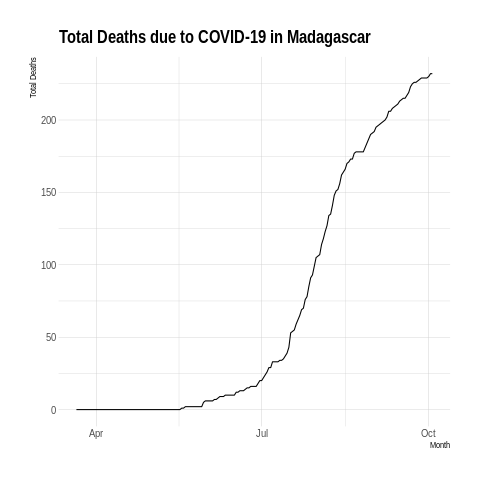 Total Deaths due to COVID-19 in Madagascar
Total Deaths
200
150
100
50
0
Apr Jul Oct
Month